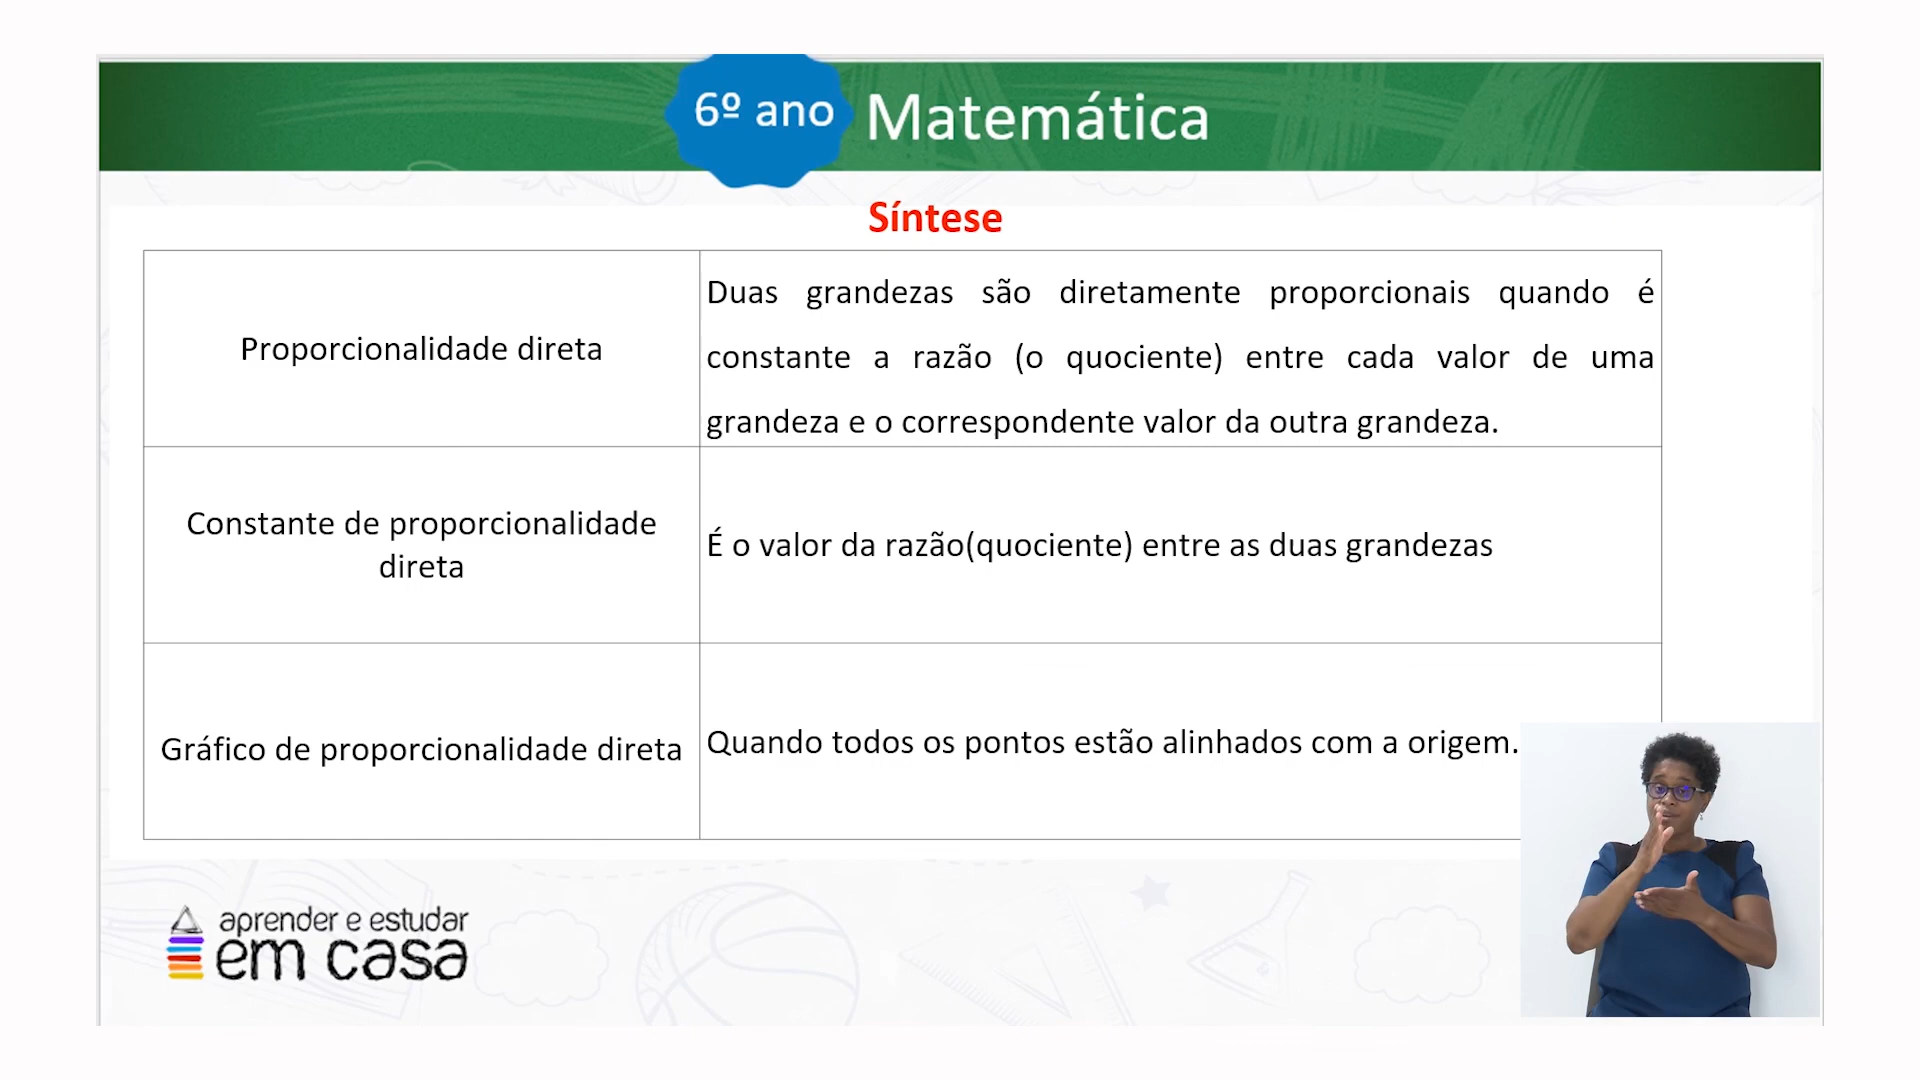 6º ano
Matemática
Síntese
Proporcionalidade direta
Duas grandezas são diretamente proporcionais quando é
constante a razão (o quociente) entre cada valor de uma
grandeza e o correspondente valor da outra grandeza.
Constante de proporcionalidade
direta
É o valor da razão(quociente) entre as duas grandezas
Gráfico de proporcionalidade direta
Quando todos os pontos estão alinhados com a origem.
aprender e estudar
em casa